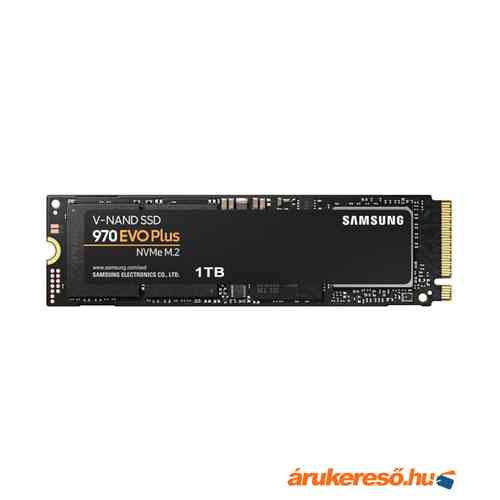 V-NAND SSD
970 EVO Plus
NVMe M.2
www.samsung.com/ssd
SAMSUNG ELECTRONICS CO., LTD.
1TB
SAMSUNG
árukereső.hu